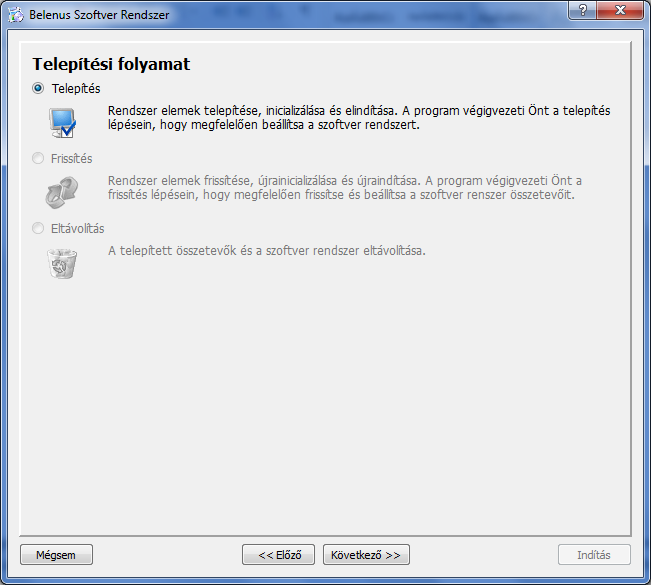 Belenus Szoftver Rendszer
?
Telepítési folyamat
Telepítés
Rendszer elemek telepítése, inicializálása és elindítása. A program végigvezeti Önt a telepítés
lépésein, hogy megfelelően beállítsa a szoftver rendszert.
Frissítés
Rendszer elemek frissítése, újrainicializálása és újraindítása. A program végigvezeti Önt a
frissítés lépésein, hogy megfelelően frissítse és beállítsa a szoftver renszer összetevőit.
Eltávolítás
A telepített összetevők és a szoftver rendszer eltávolítása.
Mégsem
<< Előző
Következő >>
Indítás